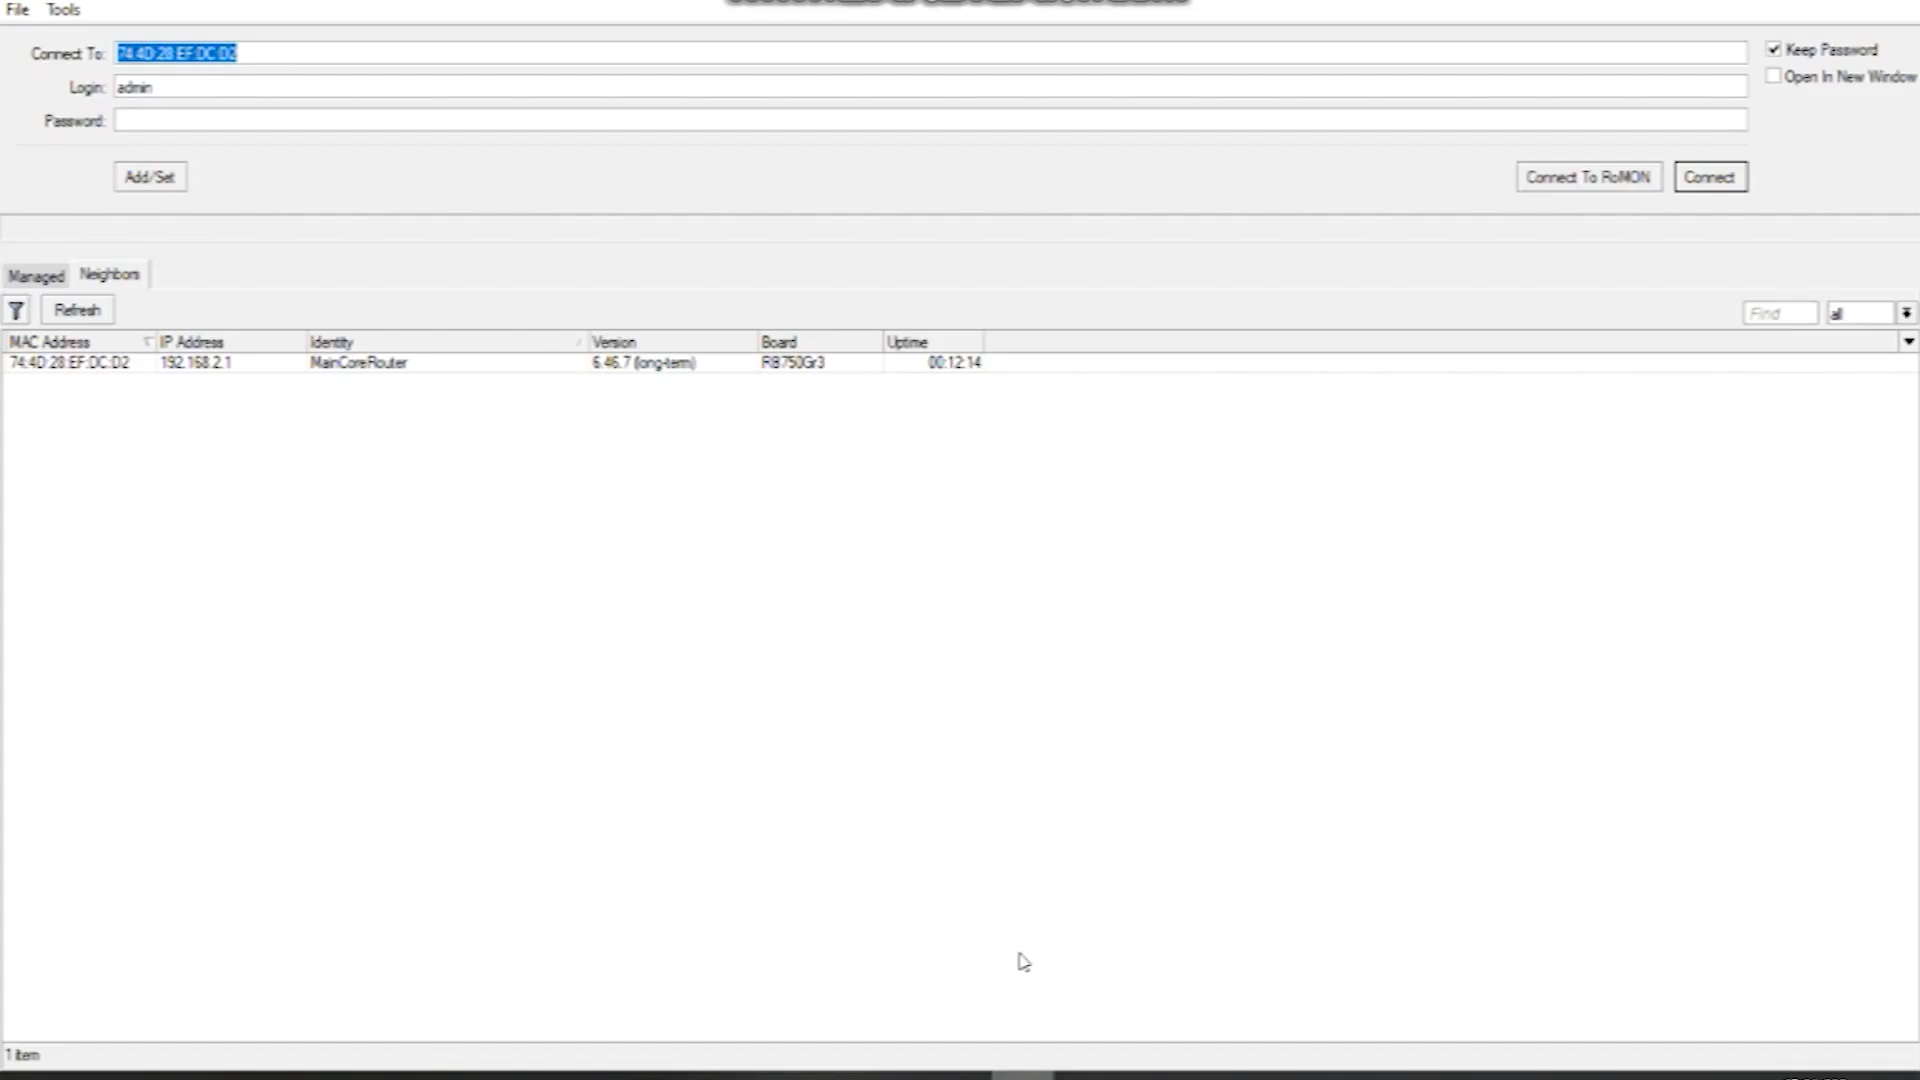 File Tools
Connect To: 74:4D:28:EF:DC:D2
Keep Password
Login: admin
Open In New Window
Password:
Add/Set Connect To RoMON Connect
Managed Neighbors
Refresh Find all
MAC Address IP Address Identity Version Board Uptime
74:4D:28:EF:DC:D2 192.168.2.1 MainCoreRouter 6.46.7 (long-term) RB750Gr3 00:12:14
1 item